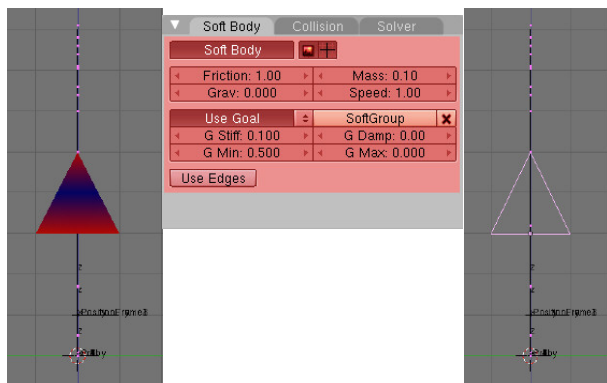 Soft Body Collision Solver
Soft Body
Friction: 1.00 Mass: 0.10
Grav: 0.000 Speed: 1.00
Use Goal SoftGroup
G Stiff: 0.100 G Damp: 0.00
G Min: 0.500 G Max: 0.000
Use Edges
z
z
z
z